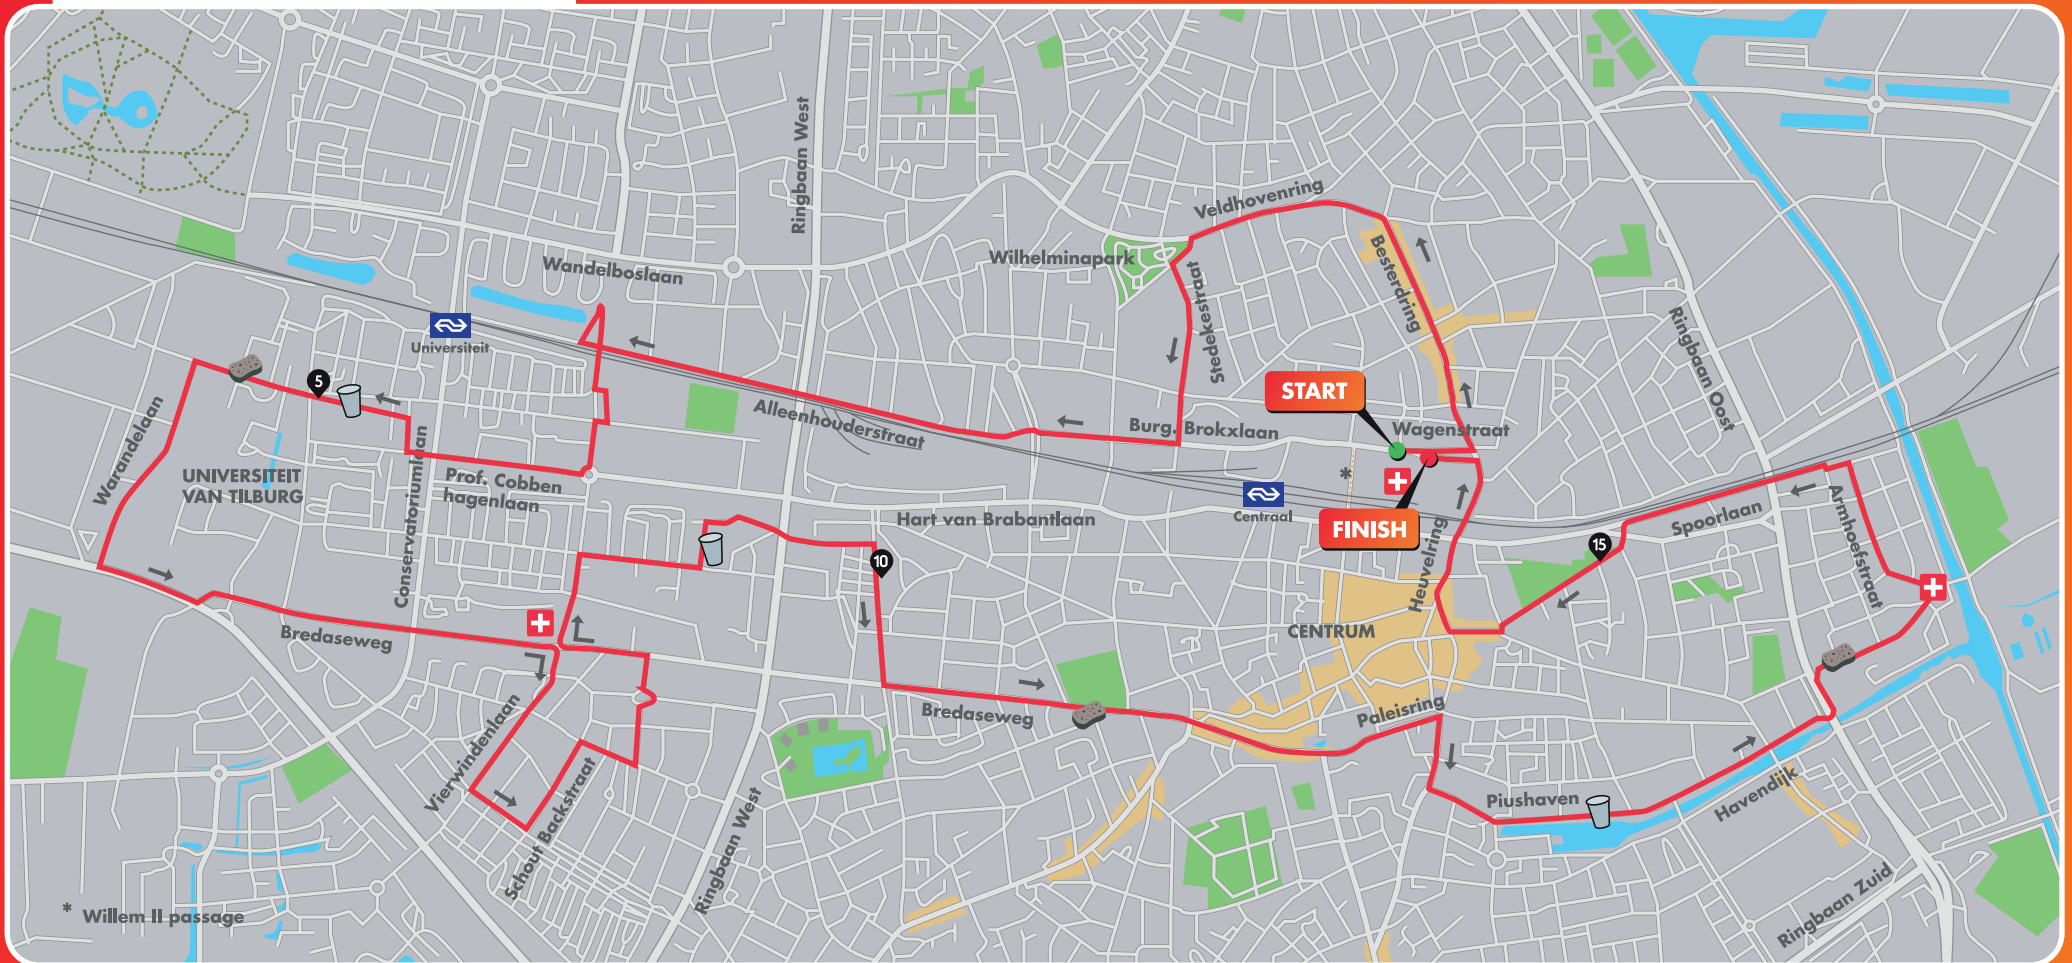 Ringbaan West
Veldhovenring
Wilhelminapark
Wandelboslaan
Besterdring
Stedekestraat
Ringbaan Oost
Universiteit
5
START
Alleenhouderstraat
Burg. Brokxlaan
Wagenstraat
*
Warandelaan
UNIVERSITEIT
VAN TILBURG
Prof. Cobben
hagenlaan
Conservatoriumlaan
Hart van Brabantlaan
Centraal
FINISH
Heuvelring
Spoorlaan
Armhoefstraat
15
10
CENTRUM
Bredaseweg
Bredaseweg
Paleisring
Vierwindenlaan
Schout Backstraat
Ringbaan West
Piushaven
Havendijk
Ringbaan Zuid
* Willem II passage